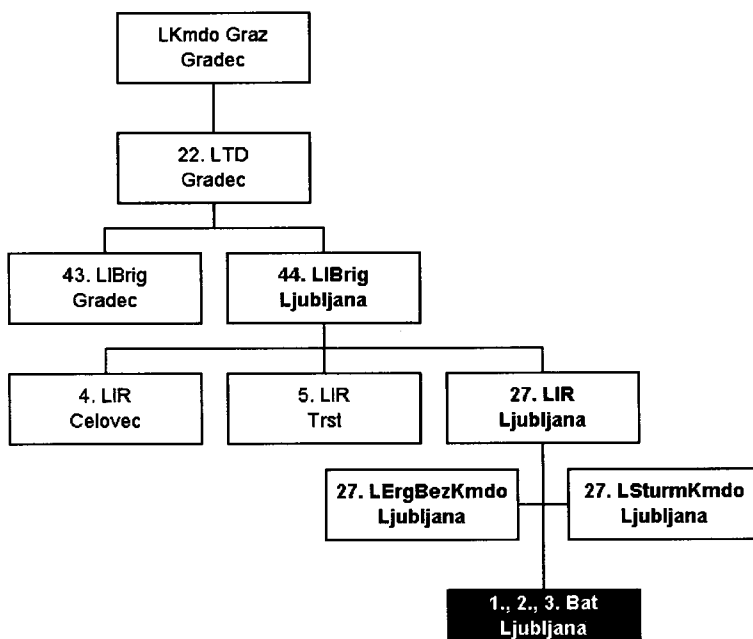 LKmdo Graz
Gradec
22. LTD
Gradec
43. LIBrig
Gradec
44. LIBrig
Ljubljana
4. LIR
Celovec
5. LIR
Trst
27. LIR
Ljubljana
27. LErgBezKmdo
Ljubljana
27. LSturmKmdo
Ljubljana
1., 2., 3. Bat
Ljubljana